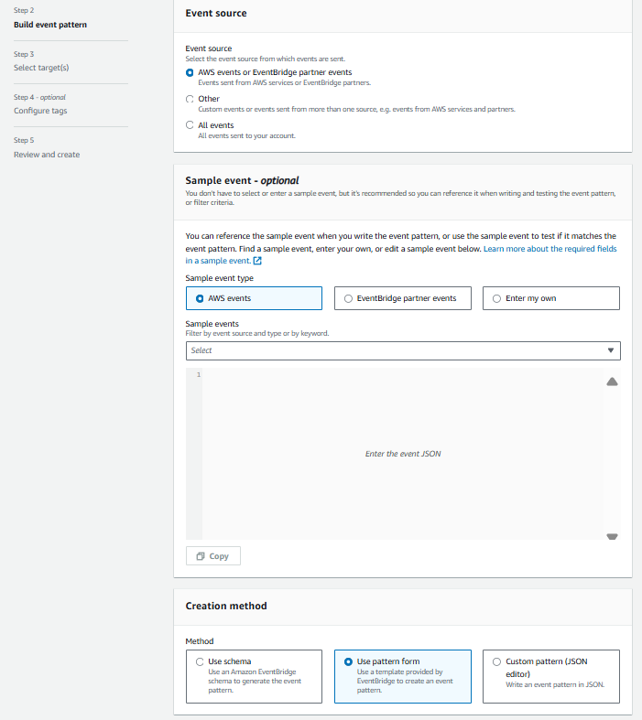 Step 2
Build event pattern
Step 3
Select target(s)
Step 4 - optional
Configure tags
Step 5
Review and create
Event source
Event source
Select the event source from which events are sent.
AWS events or EventBridge partner events
Events sent from AWS services or EventBridge partners.
Other
Custom events or events sent from more than one source, e.g. events from AWS services and partners.
All events
All events sent to your account.
Sample event - optional
You don't have to select or enter a sample event, but it's recommended so you can reference it when writing and testing the event pattern,
or filter criteria.
You can reference the sample event when you write the event pattern, or use the sample event to test if it matches the
event pattern. Find a sample event, enter your own, or edit a sample event below. Learn more about the required fields
in a sample event.
Sample event type
AWS events
EventBridge partner events
Enter my own
Sample events
Filter by event source and type or by keyword.
Select
1
Enter the event JSON
Copy
Creation method
Method
Use schema
Use an Amazon EventBridge
schema to generate the event
pattern.
Use pattern form
Use a template provided by
EventBridge to create an event
pattern.
Custom pattern (JSON
editor)
Write an event pattern in JSON.